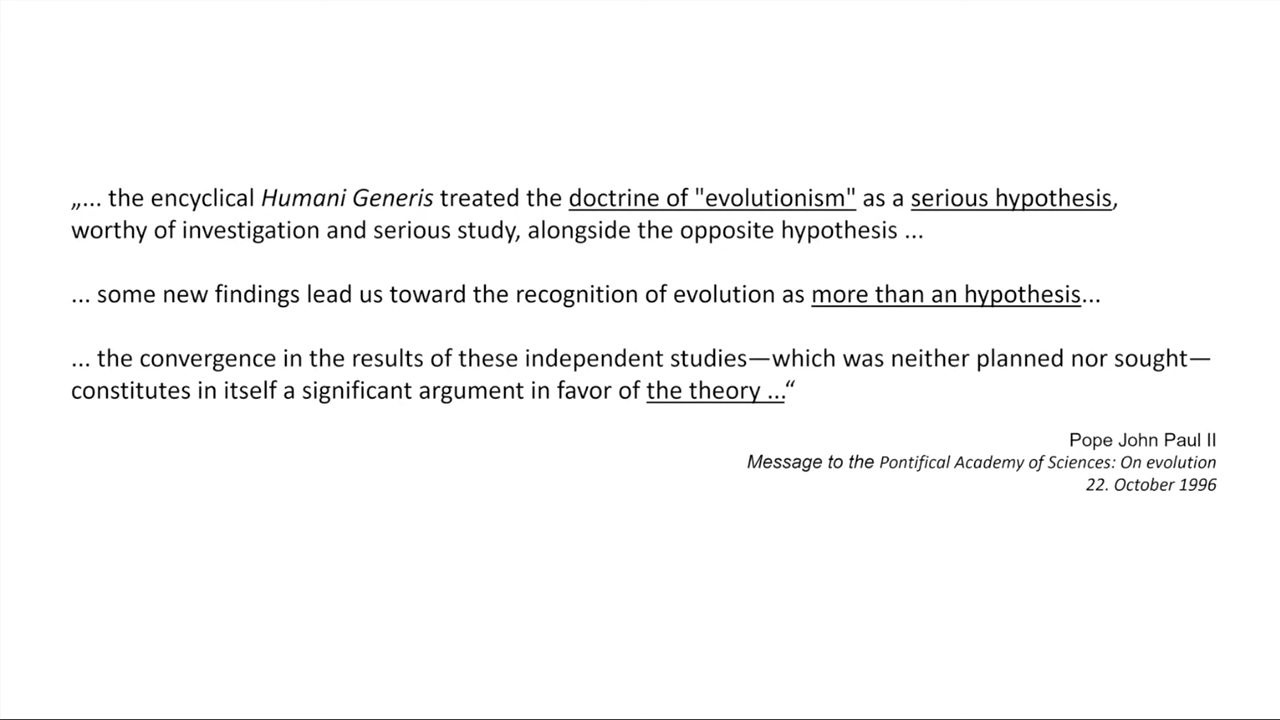 „... the encyclical Humani Generis treated the doctrine of "evolutionism" as a serious hypothesis,
worthy of investigation and serious study, alongside the opposite hypothesis ...
... some new findings lead us toward the recognition of evolution as more than an hypothesis...
... the convergence in the results of these independent studies—which was neither planned nor sought—
constitutes in itself a significant argument in favor of the theory ...“
Pope John Paul II
Message to the Pontifical Academy of Sciences: On evolution
22. October 1996